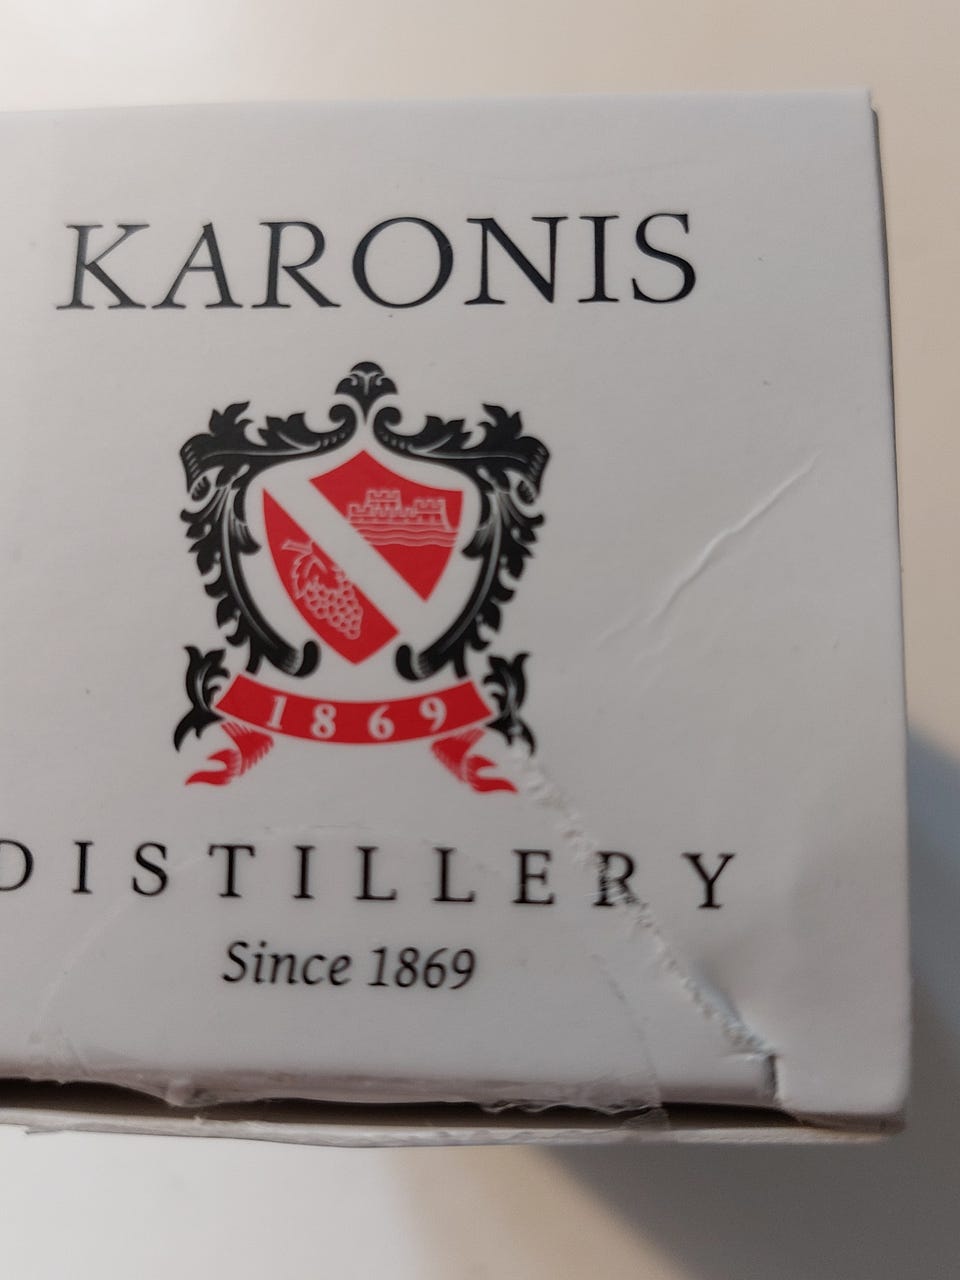 KARONIS
1869
DISTILLERY
Since 1869